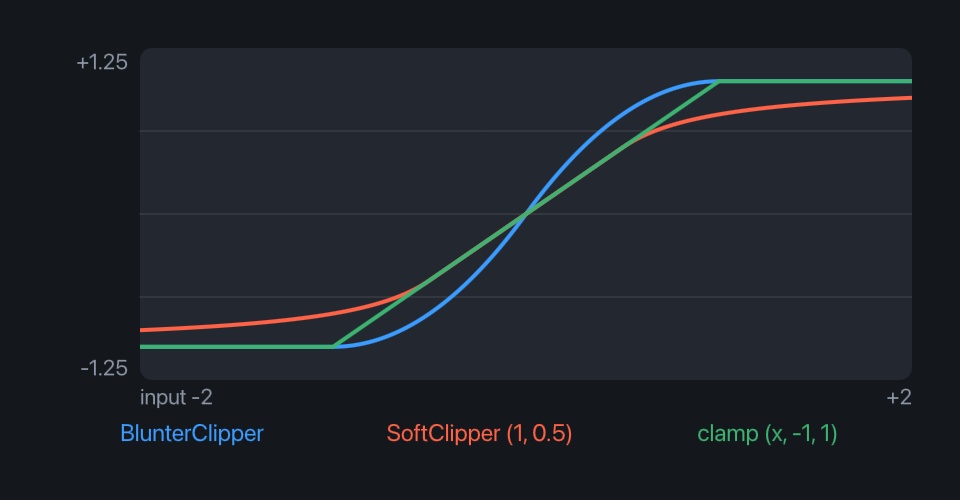 +1.25
-1.25
input -2 +2
BlunterClipper SoftClipper (1, 0.5) clamp (x, -1, 1)